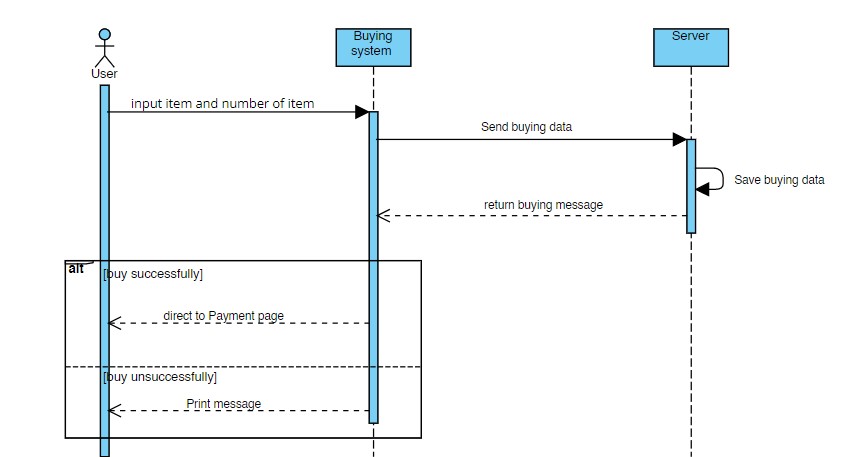 Buying
system
Server
User
input item and number of item
Send buying data
Save buying data
return buying message
alt
[buy successfully]
direct to Payment page
[buy unsuccessfully]
Print message